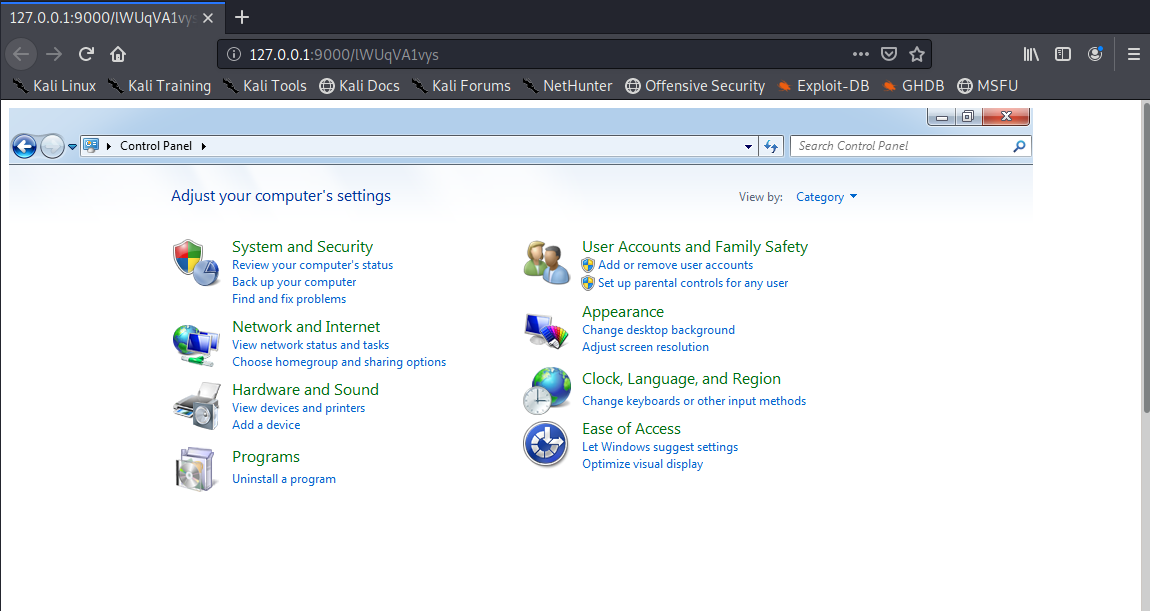 127.0.0.1:9000/lWUqVA1vys
127.0.0.1:9000/lWUqVA1vys
Kali Linux Kali Training Kali Tools Kali Docs Kali Forums NetHunter Offensive Security Exploit-DB GHDB MSFU
Control Panel
Search Control Panel
Adjust your computer's settings
View by: Category
System and Security
Review your computer's status
Back up your computer
Find and fix problems
Network and Internet
View network status and tasks
Choose homegroup and sharing options
Hardware and Sound
View devices and printers
Add a device
Programs
Uninstall a program
User Accounts and Family Safety
Add or remove user accounts
Set up parental controls for any user
Appearance
Change desktop background
Adjust screen resolution
Clock, Language, and Region
Change keyboards or other input methods
Ease of Access
Let Windows suggest settings
Optimize visual display